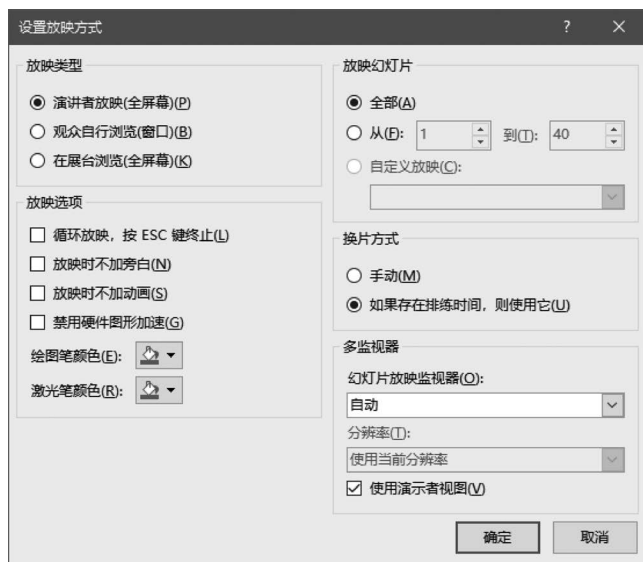 设置放映方式
放映类型
演讲者放映(全屏幕)(P)
观众自行浏览(窗口)(B)
在展台浏览(全屏幕)(K)
放映选项
循环放映，按 ESC 键终止(L)
放映时不加旁白(N)
放映时不加动画(S)
禁用硬件图形加速(G)
绘图笔颜色(E):
激光笔颜色(R):
放映幻灯片
全部(A)
从(F): 1 到(T): 40
自定义放映(C):
换片方式
手动(M)
如果存在排练时间，则使用它(U)
多监视器
幻灯片放映监视器(O):
自动
分辨率(T):
使用当前分辨率
使用演示者视图(V)
确定 取消